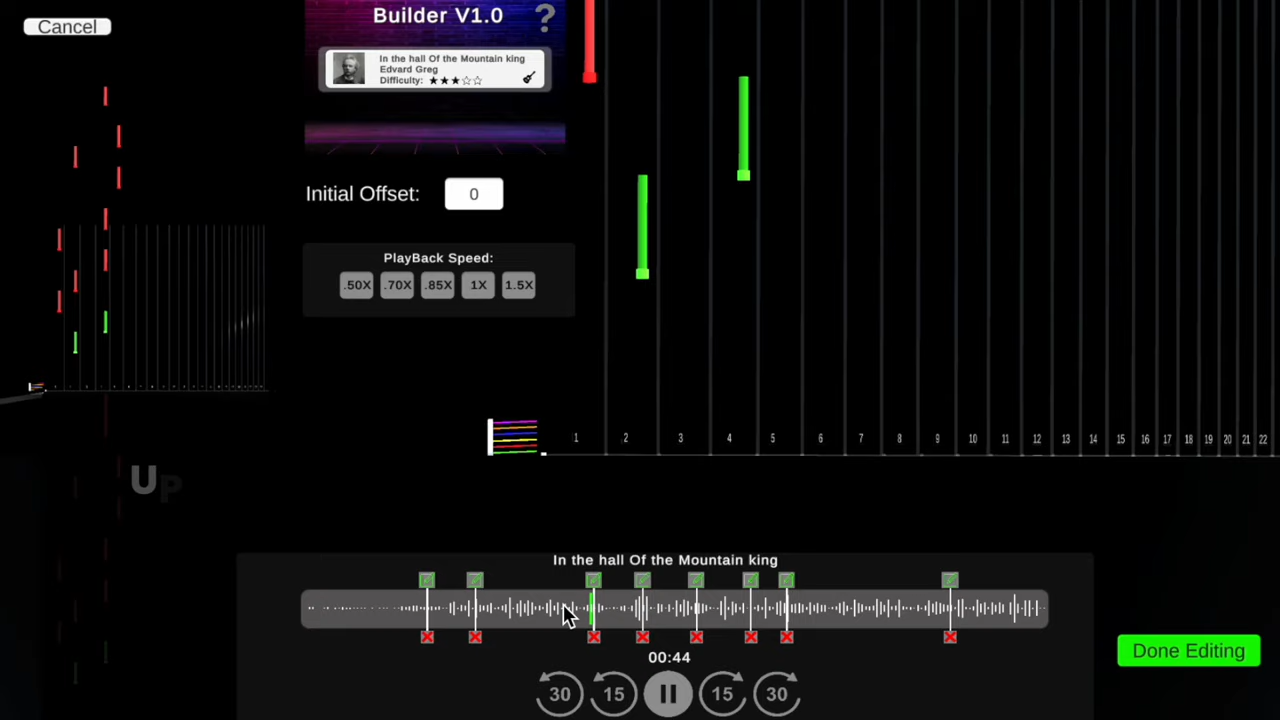 Cancel
Builder V1.0
?
In the hall Of the Mountain king
Edvard Greg
Difficulty: ★★★☆☆
Initial Offset: 0
PlayBack Speed:
.50X .70X .85X 1X 1.5X
1 2 3 4 5 6 7 8 9 10 11 12 13 14 15 16 17 18 19 20 21 22
UP
In the hall Of the Mountain king
00:44
Done Editing
30 15 15 30